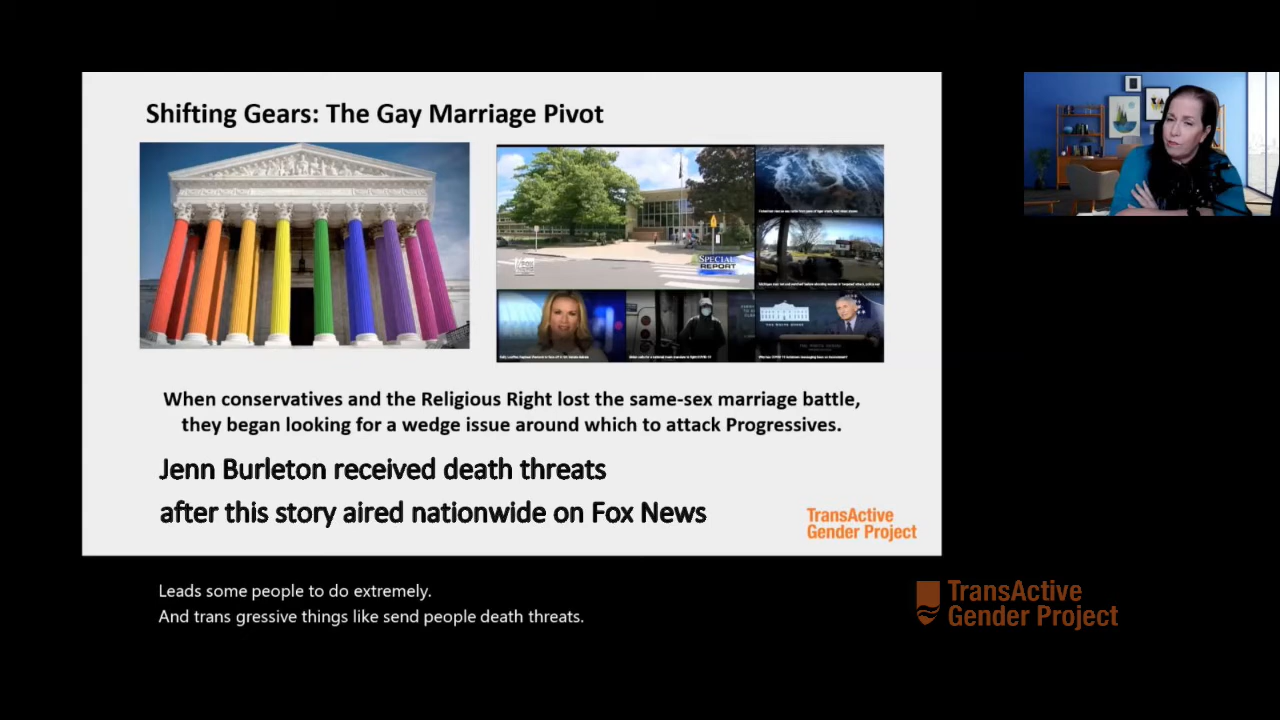 Shifting Gears: The Gay Marriage Pivot
SPECIAL
REPORT
When conservatives and the Religious Right lost the same-sex marriage battle,
they began looking for a wedge issue around which to attack Progressives.
Jenn Burleton received death threats
after this story aired nationwide on Fox News
TransActive
Gender Project
Leads some people to do extremely.
And trans gressive things like send people death threats.
TransActive
Gender Project